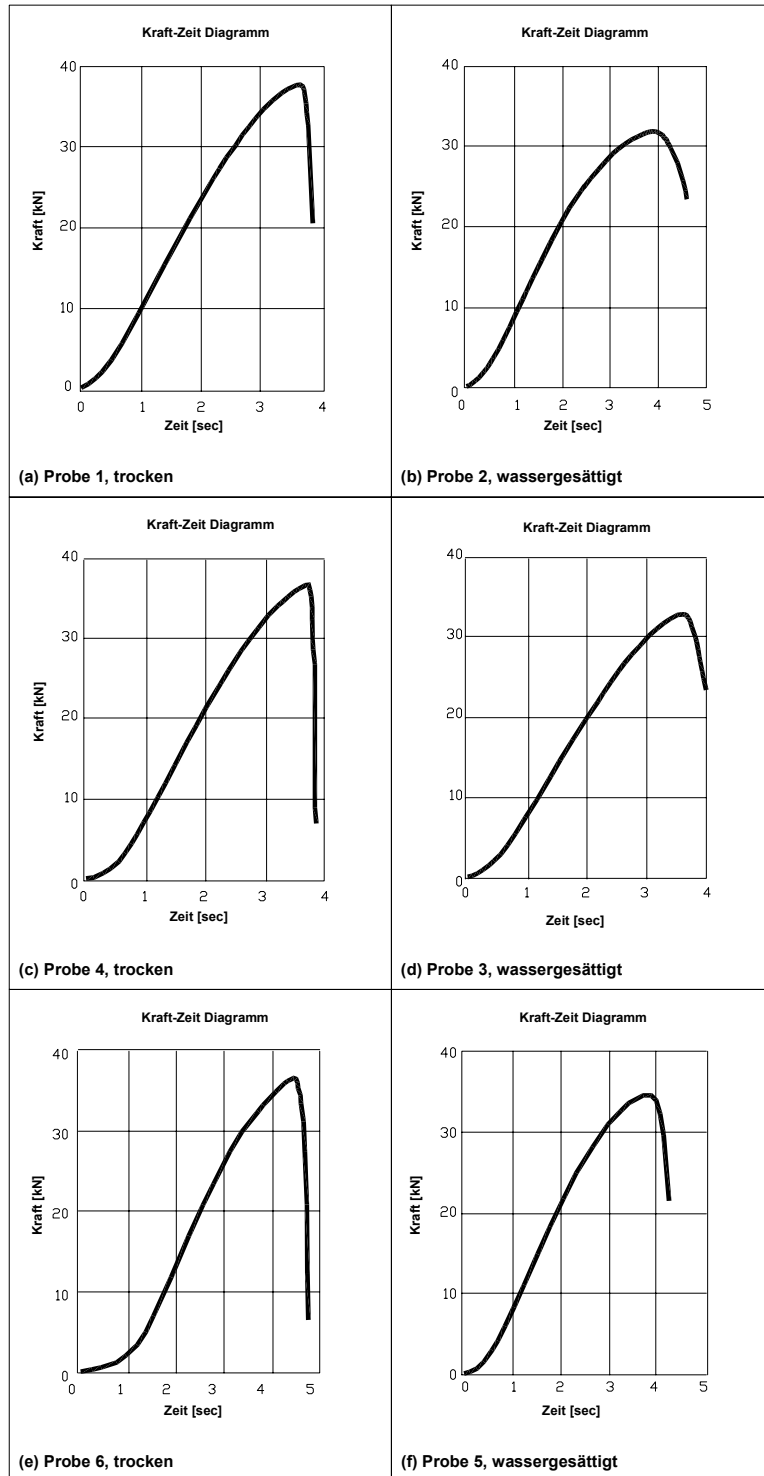 Kraft-Zeit Diagramm
40
30
20
10
0
Kraft [kN]
0 1 2 3 4
Zeit [sec]
(a) Probe 1, trocken
Kraft-Zeit Diagramm
40
30
20
10
0
Kraft [kN]
0 1 2 3 4 5
Zeit [sec]
(b) Probe 2, wassergesättigt
Kraft-Zeit Diagramm
40
30
20
10
0
Kraft [kN]
0 1 2 3 4
Zeit [sec]
(c) Probe 4, trocken
Kraft-Zeit Diagramm
40
30
20
10
0
Kraft [kN]
0 1 2 3 4
Zeit [sec]
(d) Probe 3, wassergesättigt
Kraft-Zeit Diagramm
40
30
20
10
0
Kraft [kN]
0 1 2 3 4 5
Zeit [sec]
(e) Probe 6, trocken
Kraft-Zeit Diagramm
40
30
20
10
0
Kraft [kN]
0 1 2 3 4 5
Zeit [sec]
(f) Probe 5, wassergesättigt